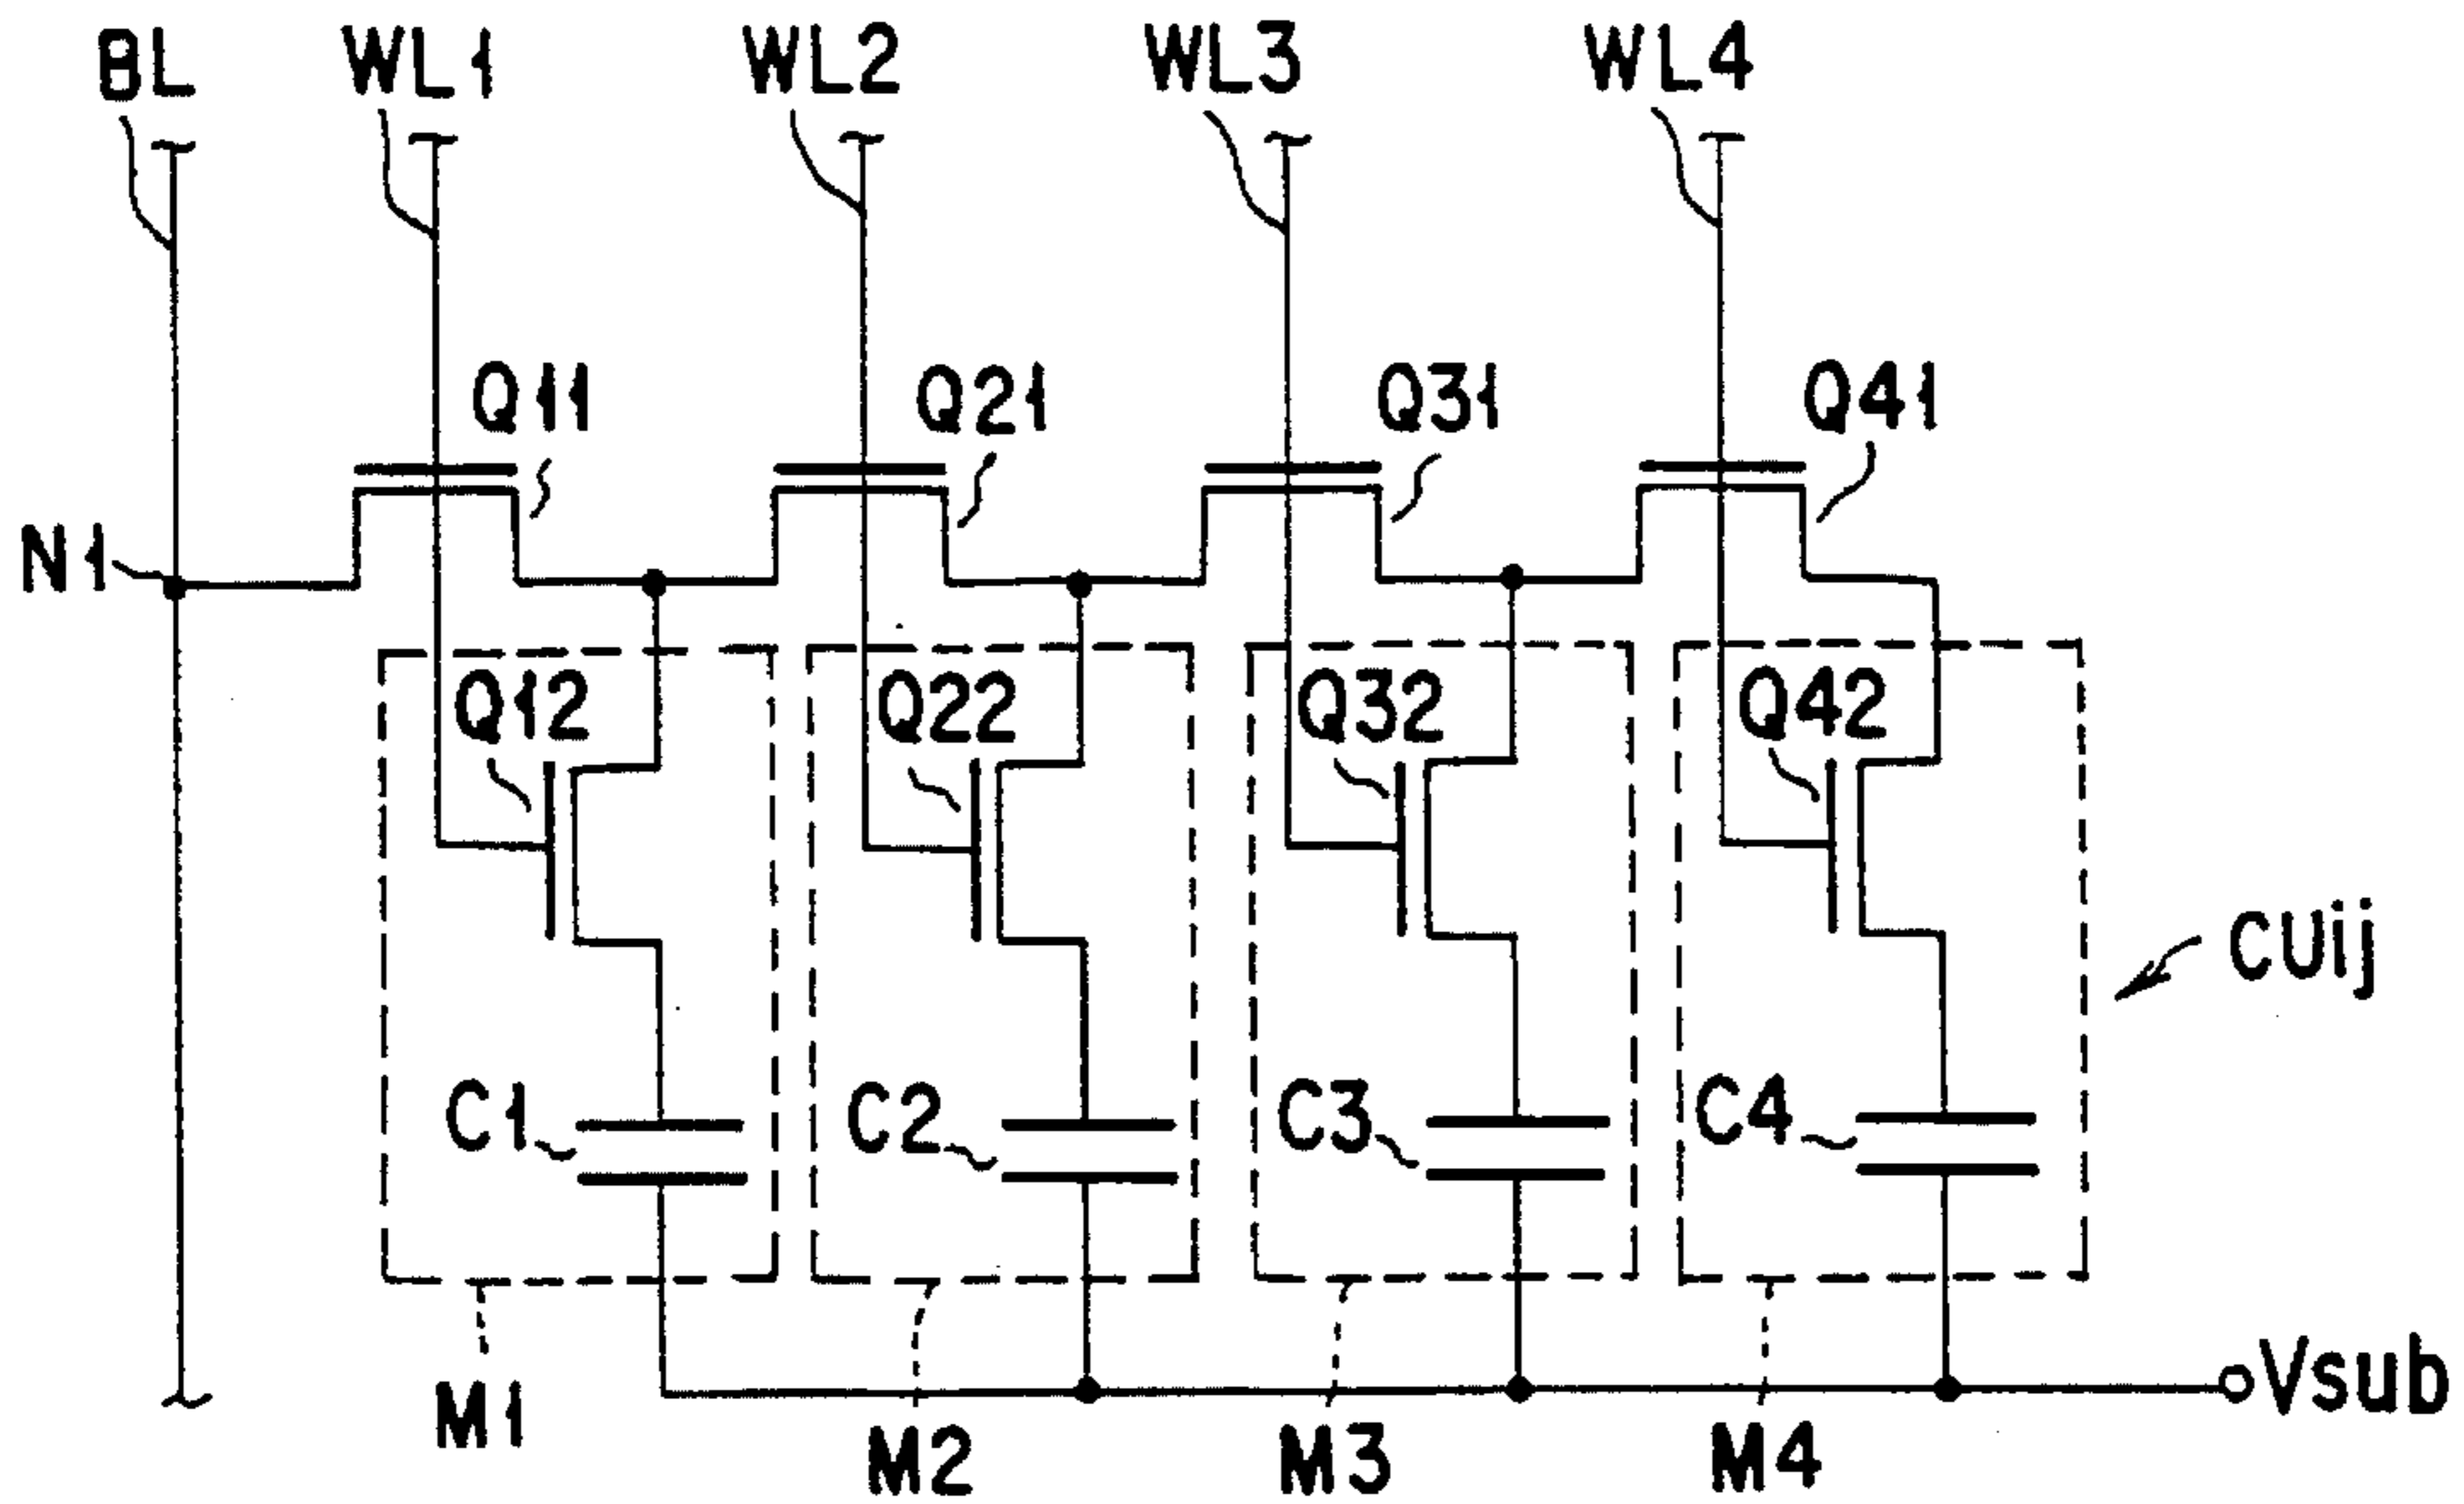 BL WL1 WL2 WL3 WL4
Q11 Q21 Q31 Q41
N1
Q12 Q22 Q32 Q42
CUij
C1 C2 C3 C4
Vsub
M1 M2 M3 M4